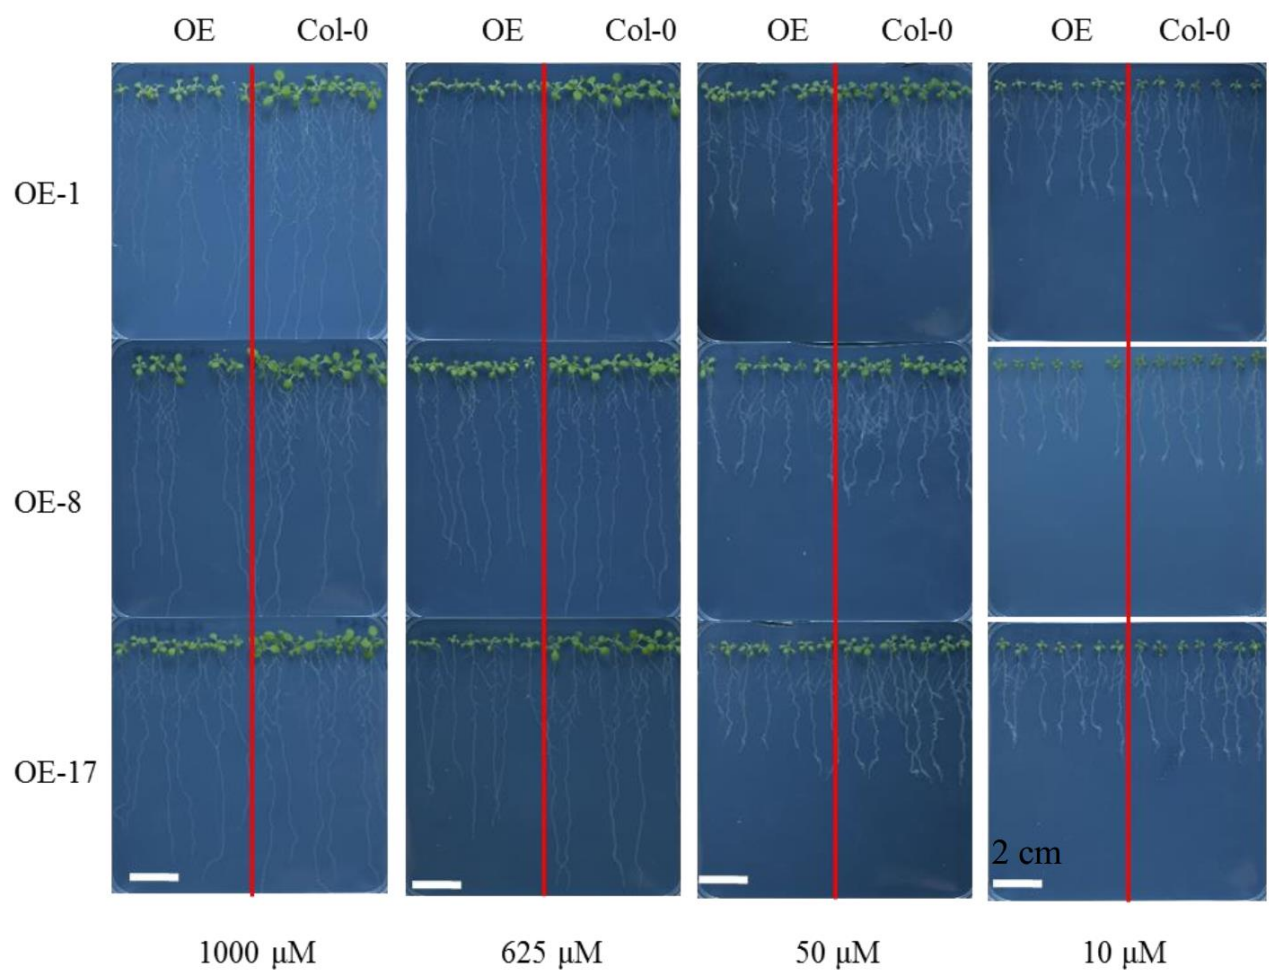 OE Col-0 OE Col-0 OE Col-0 OE Col-0
OE-1
OE-8
OE-17
2 cm
1000 μM 625 μM 50 μM 10 μM